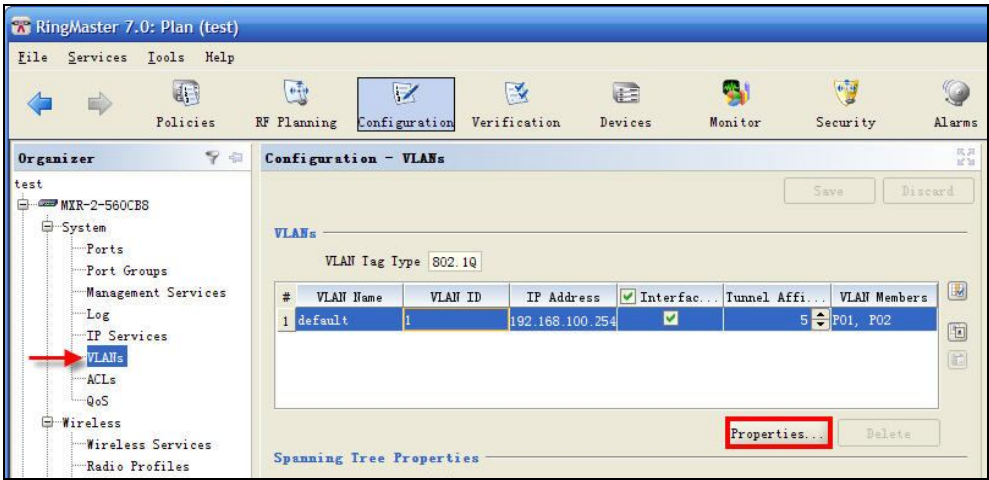 RingMaster 7.0: Plan (test)
File Services Tools Help
Policies RF Planning Configuration Verification Devices Monitor Security Alarms
Organizer
test
MXR-2-560CB8
System
Ports
Port Groups
Management Services
Log
IP Services
VLANs
ACLs
QoS
Wireless
Wireless Services
Radio Profiles
Configuration - VLANs
Save Discard
VLANs
VLAN Tag Type 802.1Q
# VLAN Name VLAN ID IP Address Interfac... Tunnel Affi... VLAN Members
1 default 1 192.168.100.254 5 P01, P02
Properties... Delete
Spanning Tree Properties